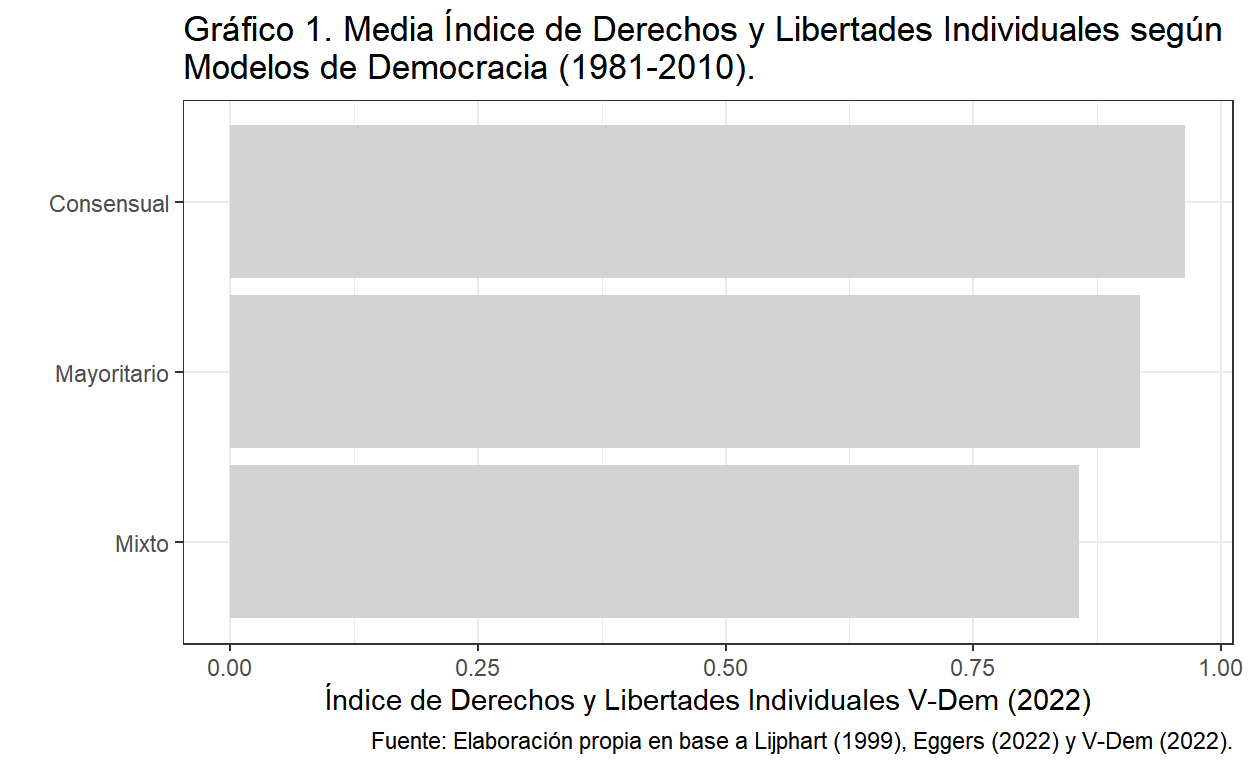 Gráfico 1. Media Índice de Derechos y Libertades Individuales según
Modelos de Democracia (1981-2010).
Consensual
Mayoritario
Mixto
0.00 0.25 0.50 0.75 1.00
Índice de Derechos y Libertades Individuales V-Dem (2022)
Fuente: Elaboración propia en base a Lijphart (1999), Eggers (2022) y V-Dem (2022).